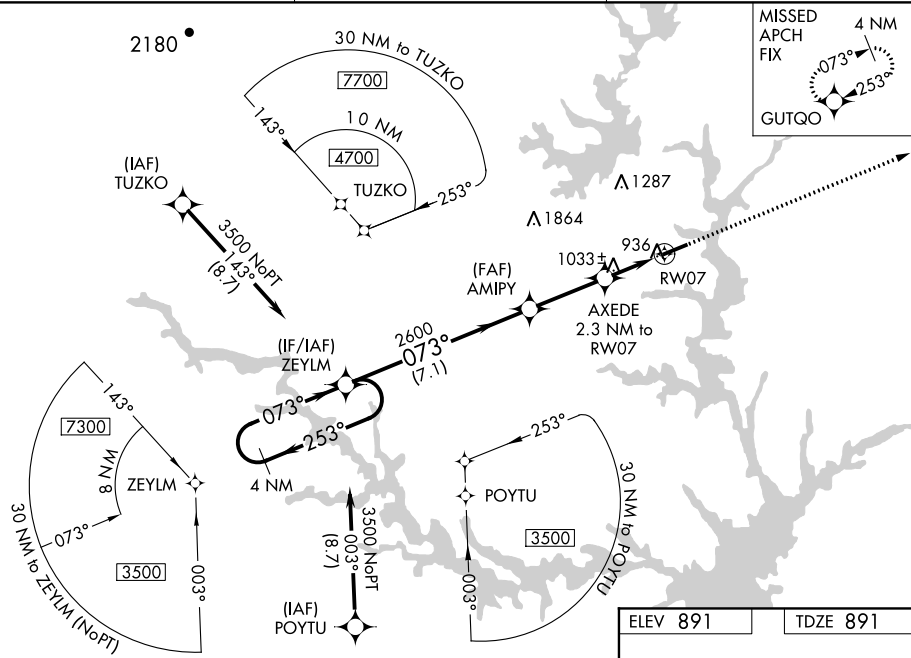 2180
30 NM to TUZKO
7700
10 NM
4700
143°
TUZKO
253°
MISSED
APCH
FIX
4 NM
073°
253°
GUTQO
(IAF)
TUZKO
3500 NoPT
143°
(8.7)
1287
1864
936
1033±
RW07
(FAF)
AMIPY
AXEDE
2.3 NM to
RW07
(IF/IAF)
ZEYLM
2600
073°
(7.1)
073°
253°
4 NM
143°
7300
8 NM
ZEYLM
073°
3500
003°
30 NM to ZEYLM (NoPT)
3500 NoPT
003°
(8.7)
(IAF)
POYTU
253°
POYTU
3500
003°
30 NM to POYTU
ELEV 891
TDZE 891